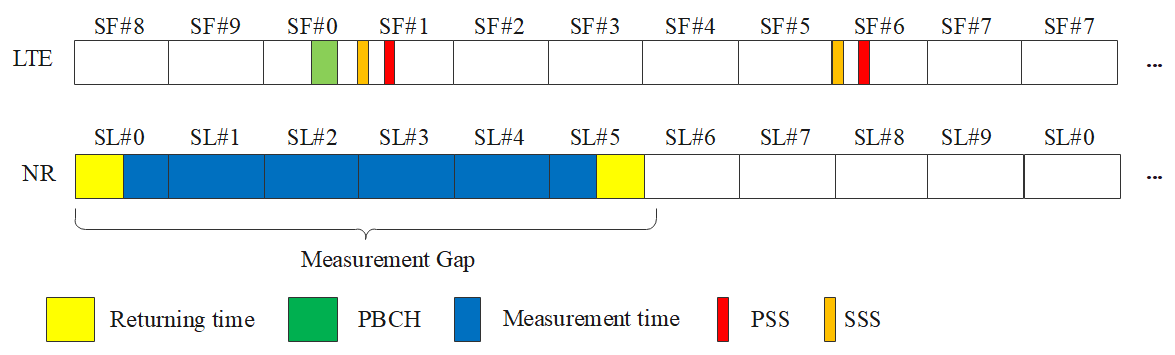 SF#8 SF#9 SF#0 SF#1 SF#2 SF#3 SF#4 SF#5 SF#6 SF#7 SF#7
LTE ...
SL#0 SL#1 SL#2 SL#3 SL#4 SL#5 SL#6 SL#7 SL#8 SL#9 SL#0
NR ...
Measurement Gap
Returning time PBCH Measurement time PSS SSS